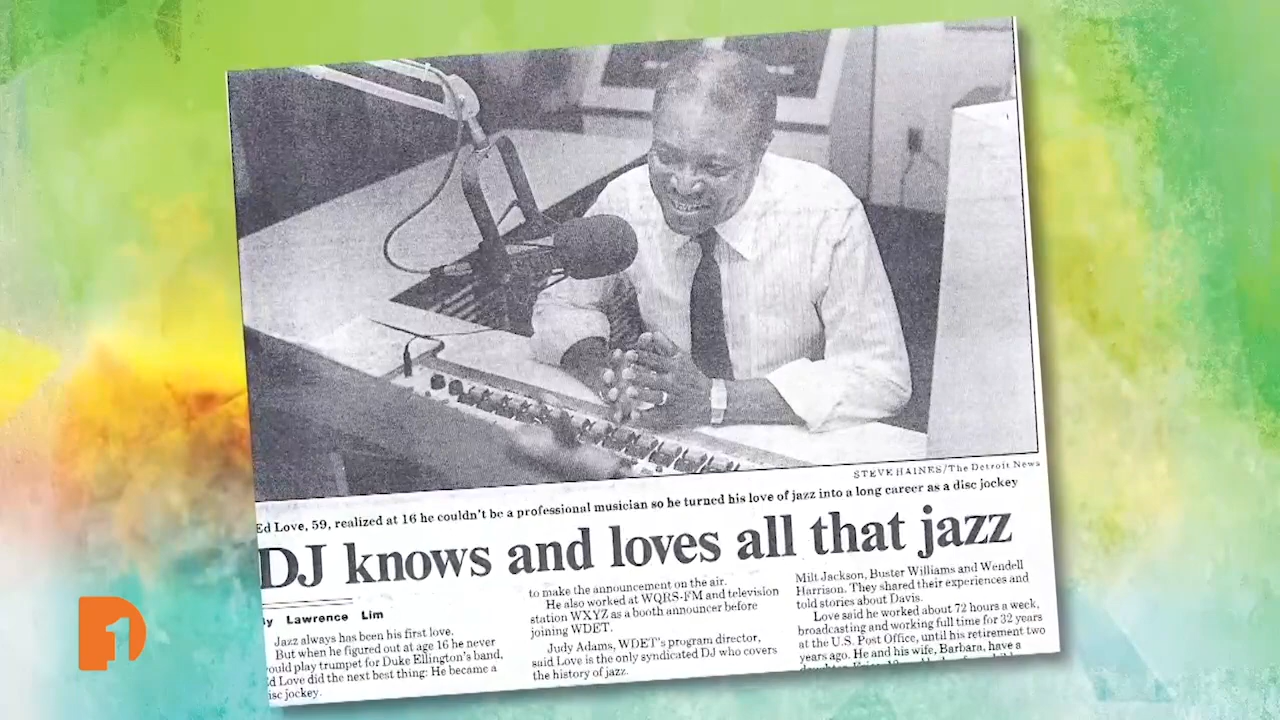 STEVE HAINES/The Detroit News
Ed Love, 59, realized at 16 he couldn't be a professional musician so he turned his love of jazz into a long career as a disc jockey
DJ knows and loves all that jazz
y Lawrence Lim
Jazz always has been his first love.
But when he figured out at age 16 he never
ould play trumpet for Duke Ellington's band,
d Love did the next best thing: He became a
isc jockey.
to make the announcement on the air.
He also worked at WQRS-FM and television
station WXYZ as a booth announcer before
joining WDET.
Judy Adams, WDET's program director,
said Love is the only syndicated DJ who covers
the history of jazz.
Milt Jackson, Buster Williams and Wendell
Harrison. They shared their experiences and
told stories about Davis.
Love said he worked about 72 hours a week,
broadcasting and working full time for 32 years
at the U.S. Post Office, until his retirement two
years ago. He and his wife, Barbara, have a
D1